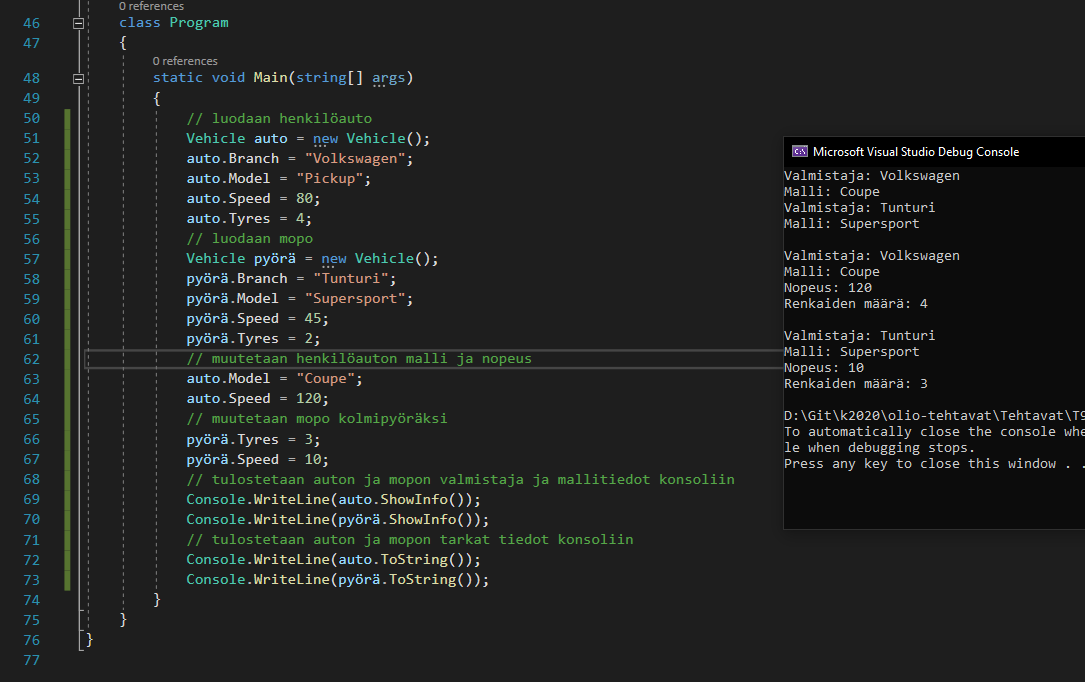 0 references
46 class Program
47 {
0 references
48 static void Main(string[] args)
49 {
50 // luodaan henkilöauto
51 Vehicle auto = new Vehicle();
52 auto.Branch = "Volkswagen";
53 auto.Model = "Pickup";
54 auto.Speed = 80;
55 auto.Tyres = 4;
56 // luodaan mopo
57 Vehicle pyörä = new Vehicle();
58 pyörä.Branch = "Tunturi";
59 pyörä.Model = "Supersport";
60 pyörä.Speed = 45;
61 pyörä.Tyres = 2;
62 // muutetaan henkilöauton malli ja nopeus
63 auto.Model = "Coupe";
64 auto.Speed = 120;
65 // muutetaan mopo kolmipyöräksi
66 pyörä.Tyres = 3;
67 pyörä.Speed = 10;
68 // tulostetaan auton ja mopon valmistaja ja mallitiedot konsoliin
69 Console.WriteLine(auto.ShowInfo());
70 Console.WriteLine(pyörä.ShowInfo());
71 // tulostetaan auton ja mopon tarkat tiedot konsoliin
72 Console.WriteLine(auto.ToString());
73 Console.WriteLine(pyörä.ToString());
74 }
75 }
76 }
77
Microsoft Visual Studio Debug Console
Valmistaja: Volkswagen
Malli: Coupe
Valmistaja: Tunturi
Malli: Supersport
Valmistaja: Volkswagen
Malli: Coupe
Nopeus: 120
Renkaiden määrä: 4
Valmistaja: Tunturi
Malli: Supersport
Nopeus: 10
Renkaiden määrä: 3
D:\Git\k2020\olio-tehtavat\Tehtavat\T9
To automatically close the console whe
le when debugging stops.
Press any key to close this window . .